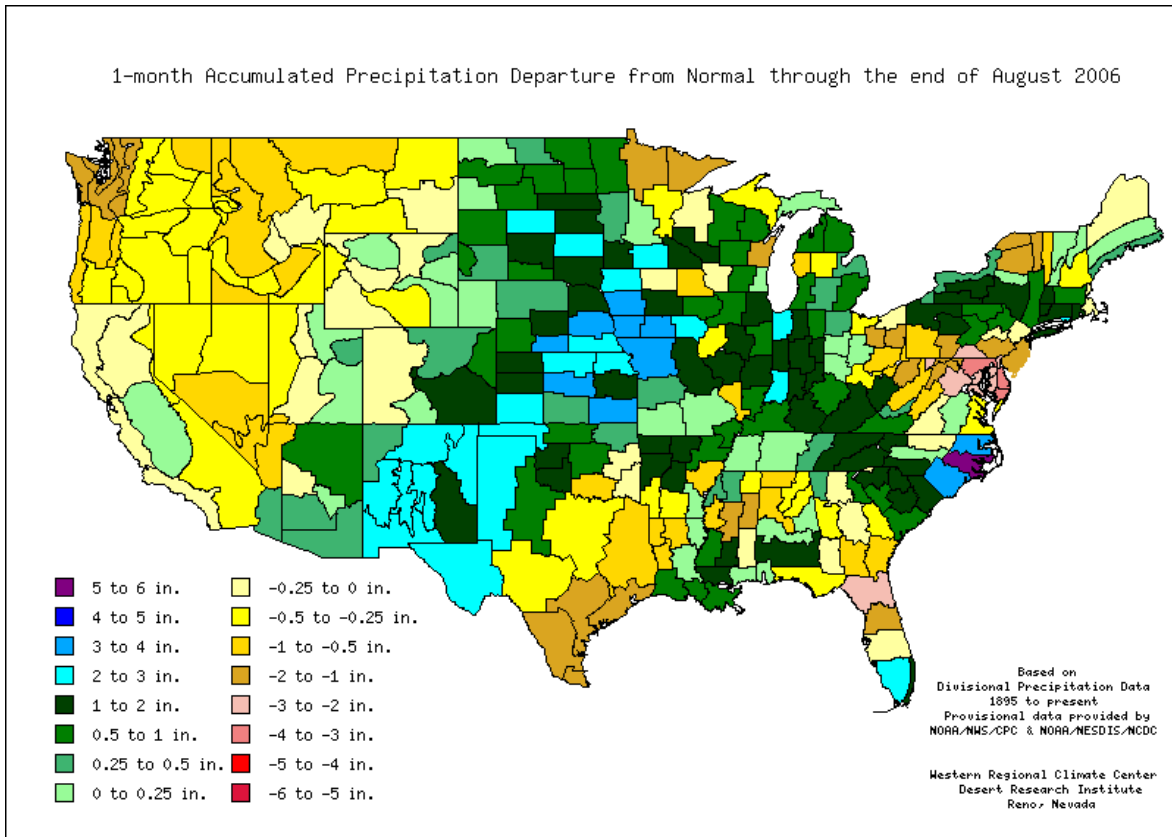 1-month Accumulated Precipitation Departure from Normal through the end of August 2006
5 to 6 in.
4 to 5 in.
3 to 4 in.
2 to 3 in.
1 to 2 in.
0.5 to 1 in.
0.25 to 0.5 in.
0 to 0.25 in.
-0.25 to 0 in.
-0.5 to -0.25 in.
-1 to -0.5 in.
-2 to -1 in.
-3 to -2 in.
-4 to -3 in.
-5 to -4 in.
-6 to -5 in.
Based on
Divisional Precipitation Data
1895 to present
Provisional data provided by
NOAA/NWS/CPC & NOAA/NESDIS/NCDC
Western Regional Climate Center
Desert Research Institute
Reno, Nevada